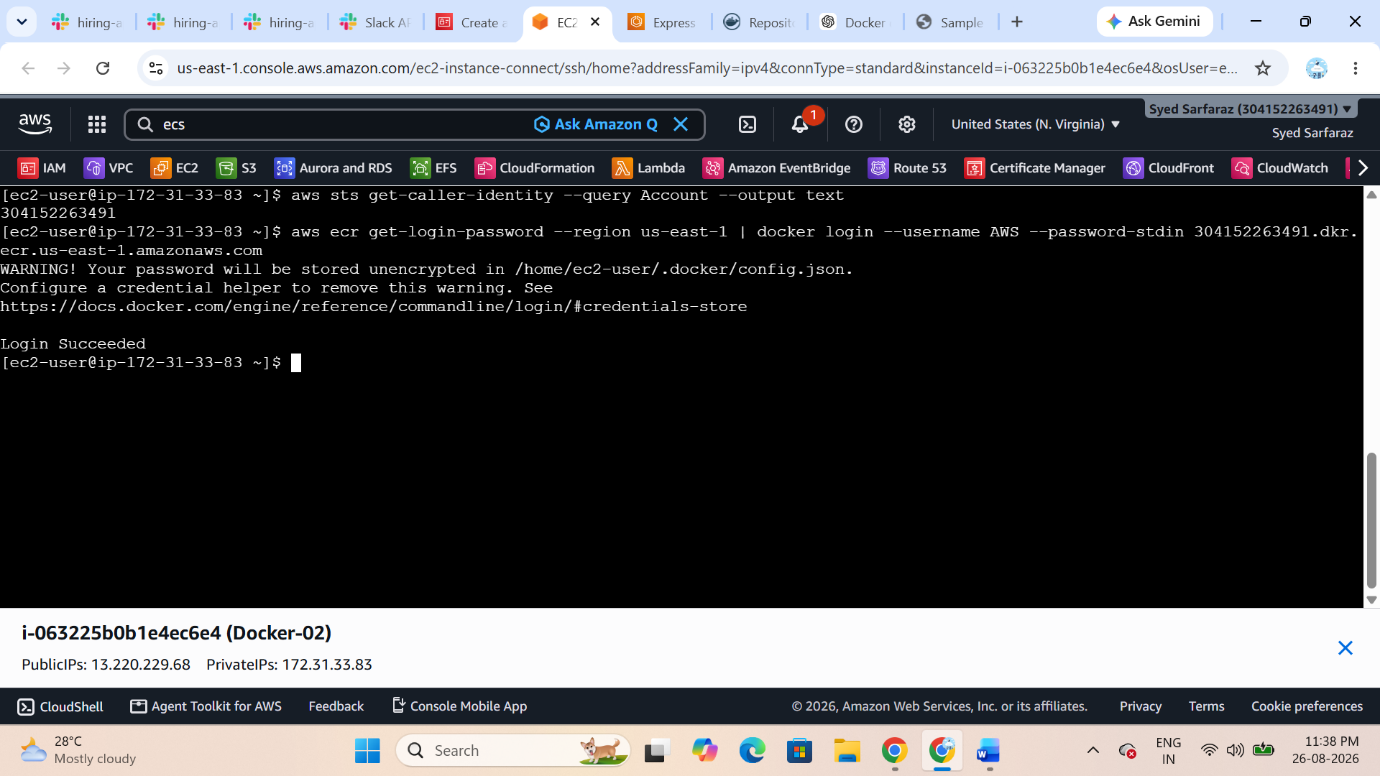 hiring-a
hiring-a
hiring-a
Slack AP
Create a
EC2
Express
Reposit
Docker
Sample
Ask Gemini
us-east-1.console.aws.amazon.com/ec2-instance-connect/ssh/home?addressFamily=ipv4&connType=standard&instanceId=i-063225b0b1e4ec6e4&osUser=e...
aws
ecs
Ask Amazon Q
1
United States (N. Virginia)
Syed Sarfaraz (304152263491)
Syed Sarfaraz
IAM
VPC
EC2
S3
Aurora and RDS
EFS
CloudFormation
Lambda
Amazon EventBridge
Route 53
Certificate Manager
CloudFront
CloudWatch
[ec2-user@ip-172-31-33-83 ~]$ aws sts get-caller-identity --query Account --output text
304152263491
[ec2-user@ip-172-31-33-83 ~]$ aws ecr get-login-password --region us-east-1 | docker login --username AWS --password-stdin 304152263491.dkr.
ecr.us-east-1.amazonaws.com
WARNING! Your password will be stored unencrypted in /home/ec2-user/.docker/config.json.
Configure a credential helper to remove this warning. See
https://docs.docker.com/engine/reference/commandline/login/#credentials-store
Login Succeeded
[ec2-user@ip-172-31-33-83 ~]$
i-063225b0b1e4ec6e4 (Docker-02)
PublicIPs: 13.220.229.68 PrivateIPs: 172.31.33.83
CloudShell
Agent Toolkit for AWS
Feedback
Console Mobile App
© 2026, Amazon Web Services, Inc. or its affiliates.
Privacy
Terms
Cookie preferences
28°C
Mostly cloudy
Search
ENG
IN
11:38 PM
26-08-2026